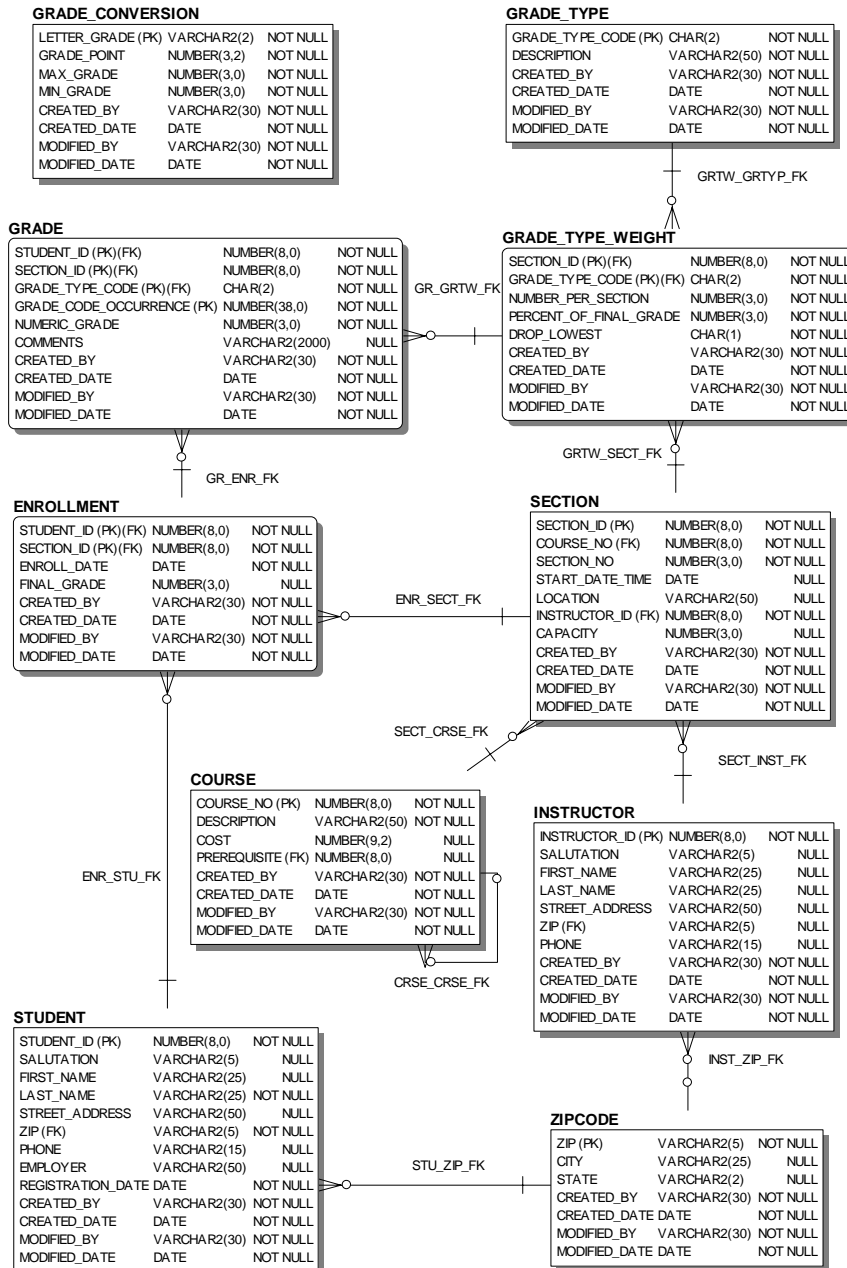 GRADE_CONVERSION
LETTER_GRADE (PK) VARCHAR2(2) NOT NULL
GRADE_POINT NUMBER(3,2) NOT NULL
MAX_GRADE NUMBER(3,0) NOT NULL
MIN_GRADE NUMBER(3,0) NOT NULL
CREATED_BY VARCHAR2(30) NOT NULL
CREATED_DATE DATE NOT NULL
MODIFIED_BY VARCHAR2(30) NOT NULL
MODIFIED_DATE DATE NOT NULL
GRADE_TYPE
GRADE_TYPE_CODE (PK) CHAR(2) NOT NULL
DESCRIPTION VARCHAR2(50) NOT NULL
CREATED_BY VARCHAR2(30) NOT NULL
CREATED_DATE DATE NOT NULL
MODIFIED_BY VARCHAR2(30) NOT NULL
MODIFIED_DATE DATE NOT NULL
GRTW_GRTYP_FK
GRADE
STUDENT_ID (PK)(FK) NUMBER(8,0) NOT NULL
SECTION_ID (PK)(FK) NUMBER(8,0) NOT NULL
GRADE_TYPE_CODE (PK)(FK) CHAR(2) NOT NULL
GRADE_CODE_OCCURRENCE (PK) NUMBER(38,0) NOT NULL
NUMERIC_GRADE NUMBER(3,0) NOT NULL
COMMENTS VARCHAR2(2000) NULL
CREATED_BY VARCHAR2(30) NOT NULL
CREATED_DATE DATE NOT NULL
MODIFIED_BY VARCHAR2(30) NOT NULL
MODIFIED_DATE DATE NOT NULL
GR_GRTW_FK
GRADE_TYPE_WEIGHT
SECTION_ID (PK)(FK) NUMBER(8,0) NOT NULL
GRADE_TYPE_CODE (PK)(FK) CHAR(2) NOT NULL
NUMBER_PER_SECTION NUMBER(3,0) NOT NULL
PERCENT_OF_FINAL_GRADE NUMBER(3,0) NOT NULL
DROP_LOWEST CHAR(1) NOT NULL
CREATED_BY VARCHAR2(30) NOT NULL
CREATED_DATE DATE NOT NULL
MODIFIED_BY VARCHAR2(30) NOT NULL
MODIFIED_DATE DATE NOT NULL
GR_ENR_FK
GRTW_SECT_FK
ENROLLMENT
STUDENT_ID (PK)(FK) NUMBER(8,0) NOT NULL
SECTION_ID (PK)(FK) NUMBER(8,0) NOT NULL
ENROLL_DATE DATE NOT NULL
FINAL_GRADE NUMBER(3,0) NULL
CREATED_BY VARCHAR2(30) NOT NULL
CREATED_DATE DATE NOT NULL
MODIFIED_BY VARCHAR2(30) NOT NULL
MODIFIED_DATE DATE NOT NULL
ENR_SECT_FK
SECTION
SECTION_ID (PK) NUMBER(8,0) NOT NULL
COURSE_NO (FK) NUMBER(8,0) NOT NULL
SECTION_NO NUMBER(3,0) NOT NULL
START_DATE_TIME DATE NULL
LOCATION VARCHAR2(50) NULL
INSTRUCTOR_ID (FK) NUMBER(8,0) NOT NULL
CAPACITY NUMBER(3,0) NULL
CREATED_BY VARCHAR2(30) NOT NULL
CREATED_DATE DATE NOT NULL
MODIFIED_BY VARCHAR2(30) NOT NULL
MODIFIED_DATE DATE NOT NULL
SECT_CRSE_FK
SECT_INST_FK
COURSE
COURSE_NO (PK) NUMBER(8,0) NOT NULL
DESCRIPTION VARCHAR2(50) NOT NULL
COST NUMBER(9,2) NULL
PREREQUISITE (FK) NUMBER(8,0) NULL
CREATED_BY VARCHAR2(30) NOT NULL
CREATED_DATE DATE NOT NULL
MODIFIED_BY VARCHAR2(30) NOT NULL
MODIFIED_DATE DATE NOT NULL
CRSE_CRSE_FK
ENR_STU_FK
INSTRUCTOR
INSTRUCTOR_ID (PK) NUMBER(8,0) NOT NULL
SALUTATION VARCHAR2(5) NULL
FIRST_NAME VARCHAR2(25) NULL
LAST_NAME VARCHAR2(25) NULL
STREET_ADDRESS VARCHAR2(50) NULL
ZIP (FK) VARCHAR2(5) NULL
PHONE VARCHAR2(15) NULL
CREATED_BY VARCHAR2(30) NOT NULL
CREATED_DATE DATE NOT NULL
MODIFIED_BY VARCHAR2(30) NOT NULL
MODIFIED_DATE DATE NOT NULL
INST_ZIP_FK
STUDENT
STUDENT_ID (PK) NUMBER(8,0) NOT NULL
SALUTATION VARCHAR2(5) NULL
FIRST_NAME VARCHAR2(25) NULL
LAST_NAME VARCHAR2(25) NOT NULL
STREET_ADDRESS VARCHAR2(50) NULL
ZIP (FK) VARCHAR2(5) NOT NULL
PHONE VARCHAR2(15) NULL
EMPLOYER VARCHAR2(50) NULL
REGISTRATION_DATE DATE NOT NULL
CREATED_BY VARCHAR2(30) NOT NULL
CREATED_DATE DATE NOT NULL
MODIFIED_BY VARCHAR2(30) NOT NULL
MODIFIED_DATE DATE NOT NULL
STU_ZIP_FK
ZIPCODE
ZIP (PK) VARCHAR2(5) NOT NULL
CITY VARCHAR2(25) NULL
STATE VARCHAR2(2) NULL
CREATED_BY VARCHAR2(30) NOT NULL
CREATED_DATE DATE NOT NULL
MODIFIED_BY VARCHAR2(30) NOT NULL
MODIFIED_DATE DATE NOT NULL